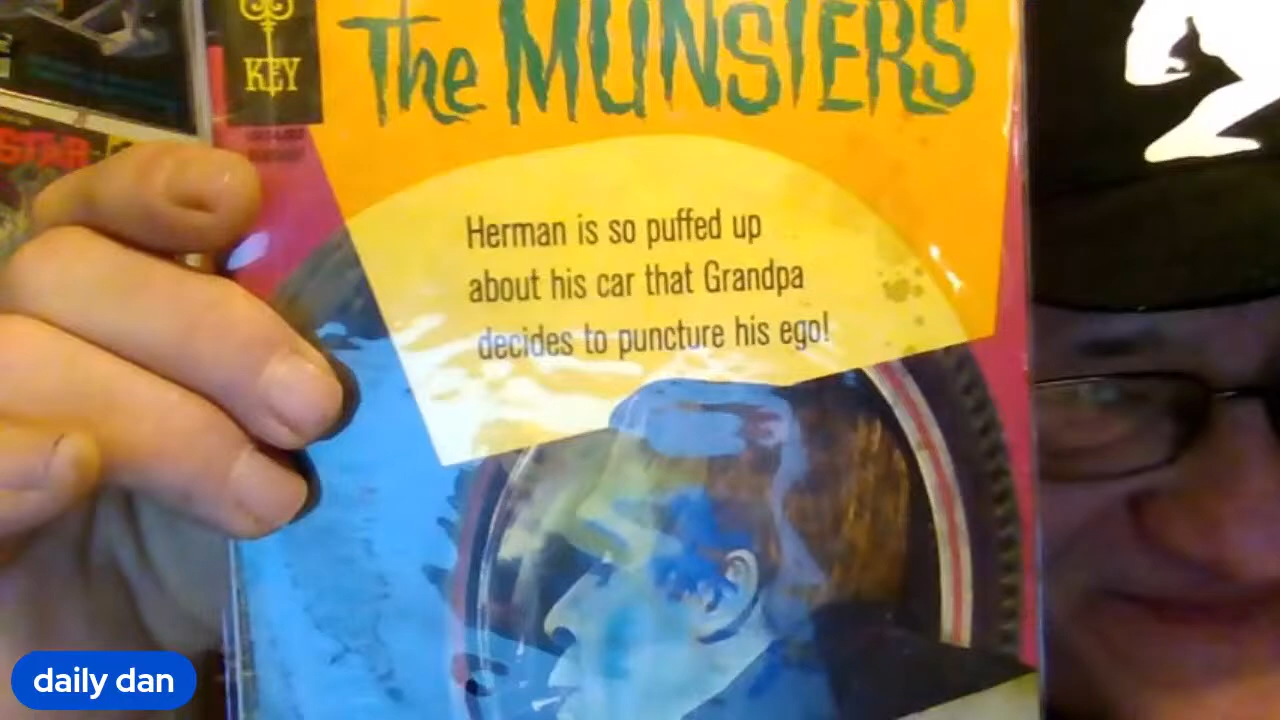 The MUNSTERS
KEY
STAR
Herman is so puffed up
about his car that Grandpa
decides to puncture his ego!
daily dan